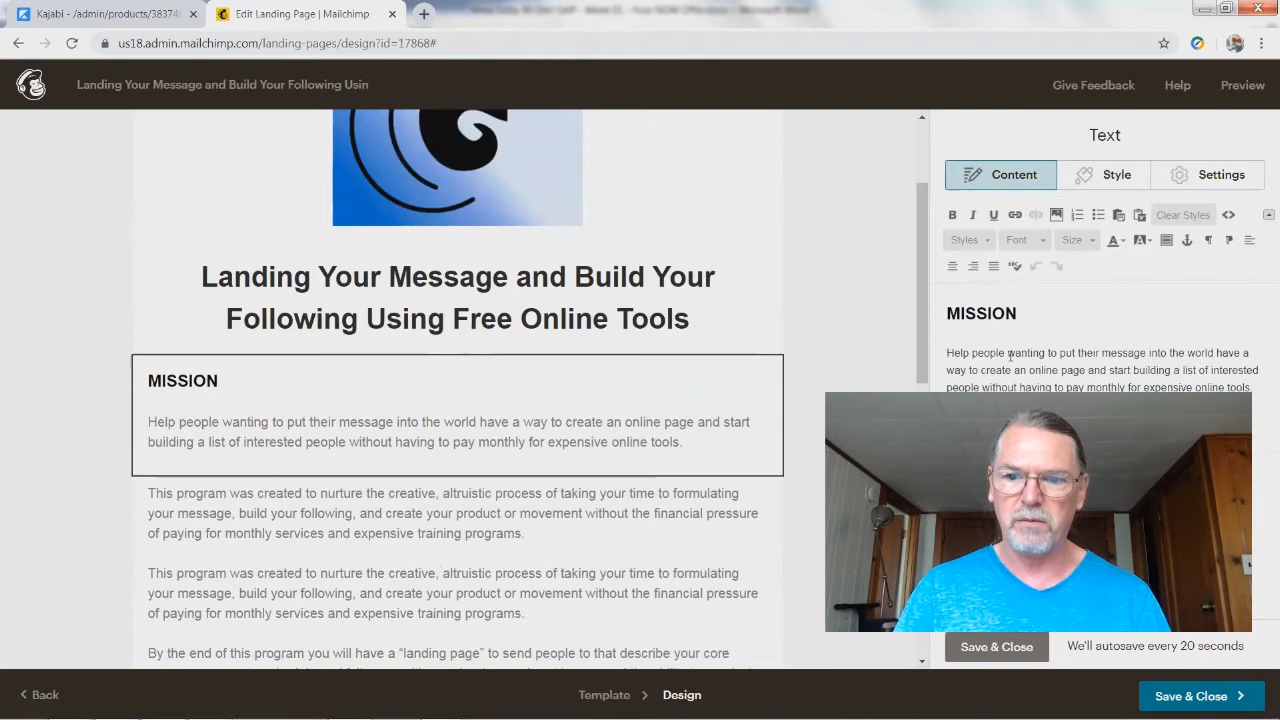 Kajabi - /admin/products/38374
Edit Landing Page | Mailchimp
us18.admin.mailchimp.com/landing-pages/design?id=17868#
Landing Your Message and Build Your Following Usin
Give Feedback
Help
Preview
Landing Your Message and Build Your
Following Using Free Online Tools
MISSION
Help people wanting to put their message into the world have a way to create an online page and start
building a list of interested people without having to pay monthly for expensive online tools.
This program was created to nurture the creative, altruistic process of taking your time to formulating
your message, build your following, and create your product or movement without the financial pressure
of paying for monthly services and expensive training programs.
This program was created to nurture the creative, altruistic process of taking your time to formulating
your message, build your following, and create your product or movement without the financial pressure
of paying for monthly services and expensive training programs.
By the end of this program you will have a “landing page” to send people to that describe your core
Text
Content
Style
Settings
B I U
Clear Styles
Styles
Font
Size
A
A
ABC
MISSION
Help people wanting to put their message into the world have a
way to create an online page and start building a list of interested
people without having to pay monthly for expensive online tools.
Save & Close
We'll autosave every 20 seconds
Back
Template
Design
Save & Close